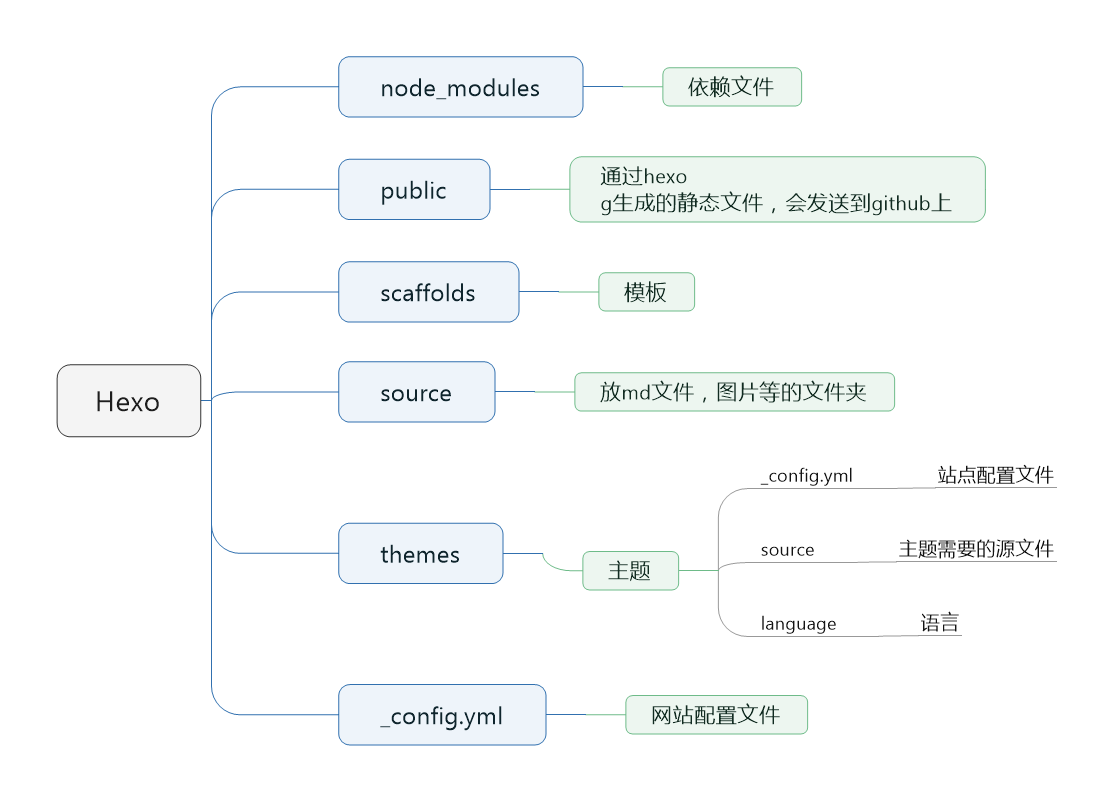 Hexo
node_modules
依赖文件
public
通过hexo
g生成的静态文件，会发送到github上
scaffolds
模板
source
放md文件，图片等的文件夹
themes
主题
_config.yml
站点配置文件
source
主题需要的源文件
language
语言
_config.yml
网站配置文件